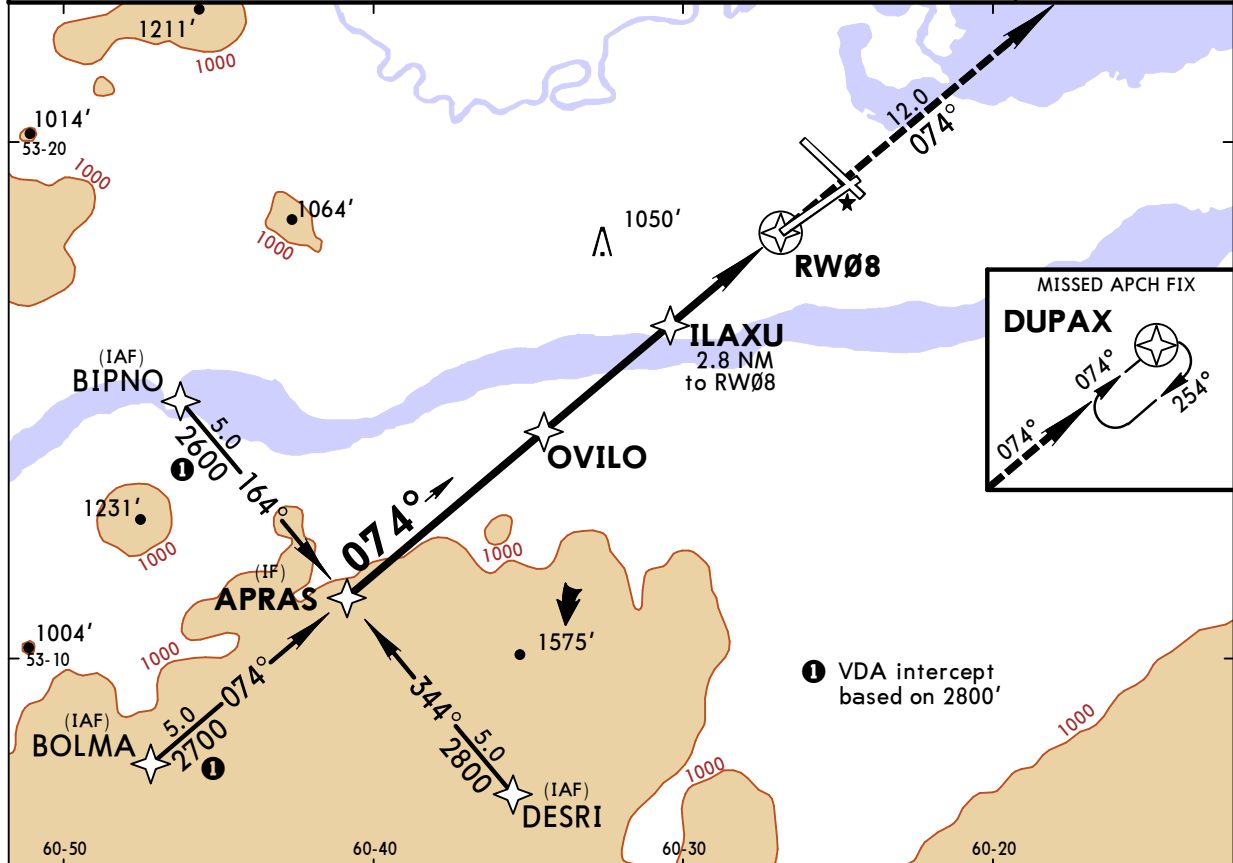 1211'
1000
12.0
074°
1014'
53-20
1000
1064'
1000
1050'
RWØ8
MISSED APCH FIX
DUPAX
074°
254°
074°
ILAXU
2.8 NM
to RWØ8
(IAF)
BIPNO
5.0
2600
1
164°
OVILO
074°
1231'
1000
1000
(IF)
APRAS
1004'
53-10
1000
1575'
1 VDA intercept
based on 2800'
074°
344°
(IAF)
BOLMA
5.0
2700
1
5.0
2800
(IAF)
DESRI
1000
1000
60-50
60-40
60-30
60-20